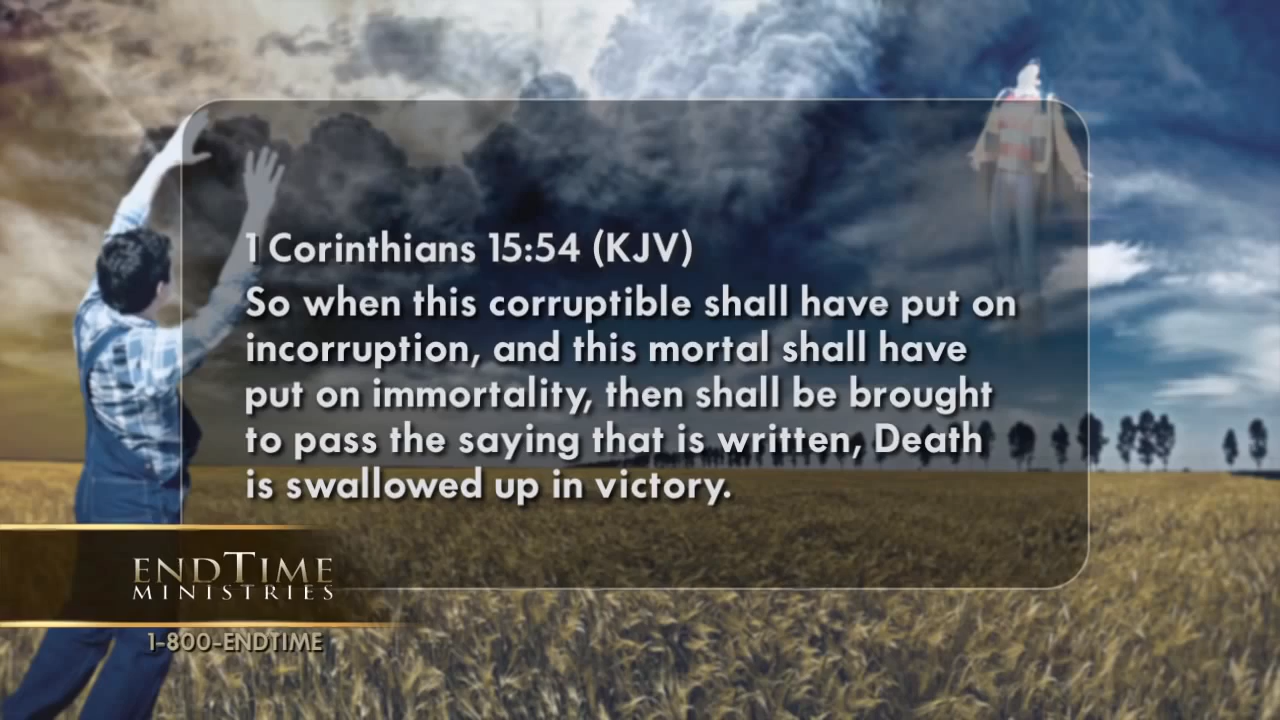 1 Corinthians 15:54 (KJV)
So when this corruptible shall have put on
incorruption, and this mortal shall have
put on immortality, then shall be brought
to pass the saying that is written, Death
is swallowed up in victory.
ENDTIME
MINISTRIES
1-800-ENDTIME